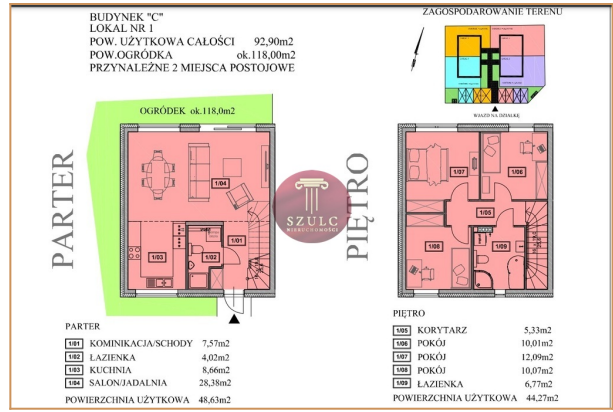 BUDYNEK "C"
LOKAL NR 1
POW. UŻYTKOWA CAŁOŚCI 92,90m2
POW.OGRÓDKA ok.118,00m2
PRZYNALEŻNE 2 MIEJSCA POSTOJOWE
ZAGOSPODAROWANIE TERENU
WJAZD NA DZIAŁKĘ
OGRÓDEK ok.118,0m2
PARTER
1/04
1/01
1/02
1/03
SZULC
NIERUCHOMOŚCI
PIĘTRO
1/07
1/06
1/05
1/06
1/09
PARTER
1/01 KOMINIKACJA/SCHODY 7,57m2
1/02 ŁAZIENKA 4,02m2
1/03 KUCHNIA 8,66m2
1/04 SALON/JADALNIA 28,38m2
POWIERZCHNIA UŻYTKOWA 48,63m2
PIĘTRO
1/05 KORYTARZ 5,33m2
1/06 POKÓJ 10,01m2
1/07 POKÓJ 12,09m2
1/08 POKÓJ 10,07m2
1/09 ŁAZIENKA 6,77m2
POWIERZCHNIA UŻYTKOWA 44,27m2